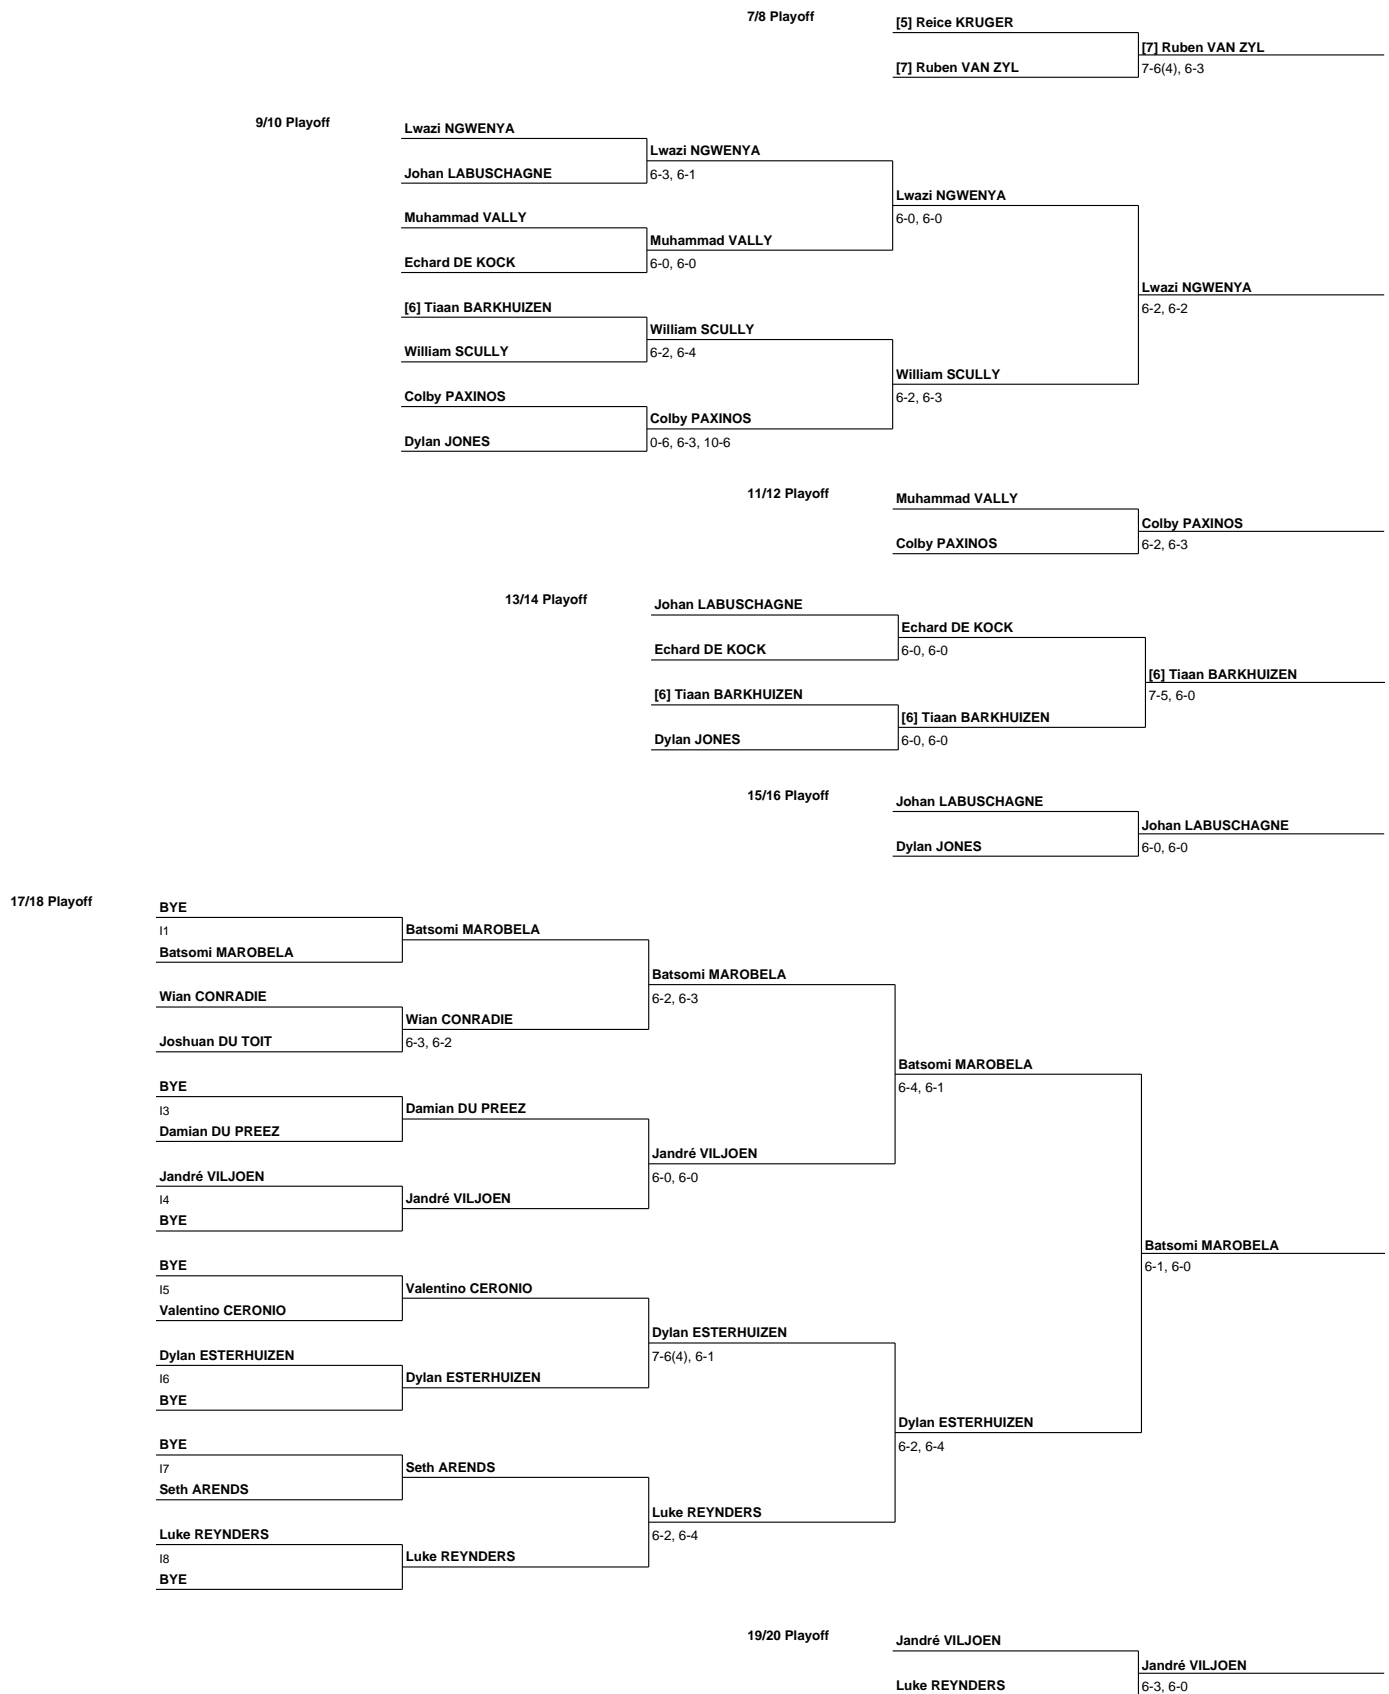 7/8 Playoff
[5] Reice KRUGER
[7] Ruben VAN ZYL
[7] Ruben VAN ZYL
7-6(4), 6-3
9/10 Playoff
Lwazi NGWENYA
Lwazi NGWENYA
Johan LABUSCHAGNE
6-3, 6-1
Lwazi NGWENYA
Muhammad VALLY
6-0, 6-0
Muhammad VALLY
Echard DE KOCK
6-0, 6-0
Lwazi NGWENYA
[6] Tiaan BARKHUIZEN
6-2, 6-2
William SCULLY
William SCULLY
6-2, 6-4
William SCULLY
Colby PAXINOS
6-2, 6-3
Colby PAXINOS
Dylan JONES
0-6, 6-3, 10-6
11/12 Playoff
Muhammad VALLY
Colby PAXINOS
Colby PAXINOS
6-2, 6-3
13/14 Playoff
Johan LABUSCHAGNE
Echard DE KOCK
Echard DE KOCK
6-0, 6-0
[6] Tiaan BARKHUIZEN
[6] Tiaan BARKHUIZEN
7-5, 6-0
[6] Tiaan BARKHUIZEN
Dylan JONES
6-0, 6-0
15/16 Playoff
Johan LABUSCHAGNE
Johan LABUSCHAGNE
Dylan JONES
6-0, 6-0
17/18 Playoff
BYE
I1
Batsomi MAROBELA
Batsomi MAROBELA
Batsomi MAROBELA
Wian CONRADIE
6-2, 6-3
Wian CONRADIE
Joshuan DU TOIT
6-3, 6-2
Batsomi MAROBELA
BYE
6-4, 6-1
I3
Damian DU PREEZ
Damian DU PREEZ
Jandré VILJOEN
Jandré VILJOEN
6-0, 6-0
I4
Jandré VILJOEN
BYE
Batsomi MAROBELA
BYE
6-1, 6-0
I5
Valentino CERONIO
Valentino CERONIO
Dylan ESTERHUIZEN
Dylan ESTERHUIZEN
7-6(4), 6-1
I6
Dylan ESTERHUIZEN
BYE
Dylan ESTERHUIZEN
BYE
6-2, 6-4
I7
Seth ARENDS
Seth ARENDS
Luke REYNDERS
Luke REYNDERS
6-2, 6-4
I8
Luke REYNDERS
BYE
19/20 Playoff
Jandré VILJOEN
Jandré VILJOEN
Luke REYNDERS
6-3, 6-0